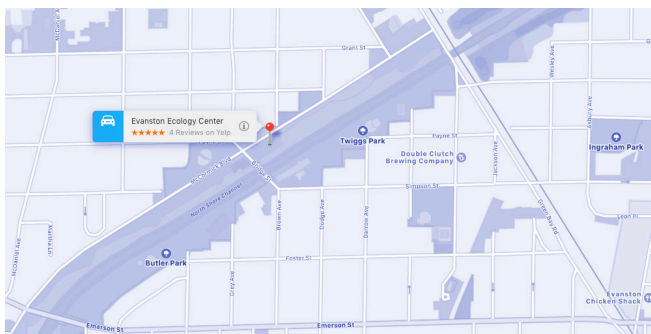 McDaniel A
Grant St
Wesley Ave
G
Evanston Ecology Center
4 Reviews on Yelp
Asbury Ave
Twiggs Park
Payne St
Ingraham Park
Double Clutch
Brewing Company
Jackson Ave
McCormick Blvd
Bridge St
Simpson St
North Shore Channel
Brown Ave
Dodge Ave
Darrow Ave
Green Bay Rd
Leon Pl
McDaniel Ave
Butler Park
Foster St
Grey Ave
Evanston
Chicken Shack
Emerson St
Emerson St